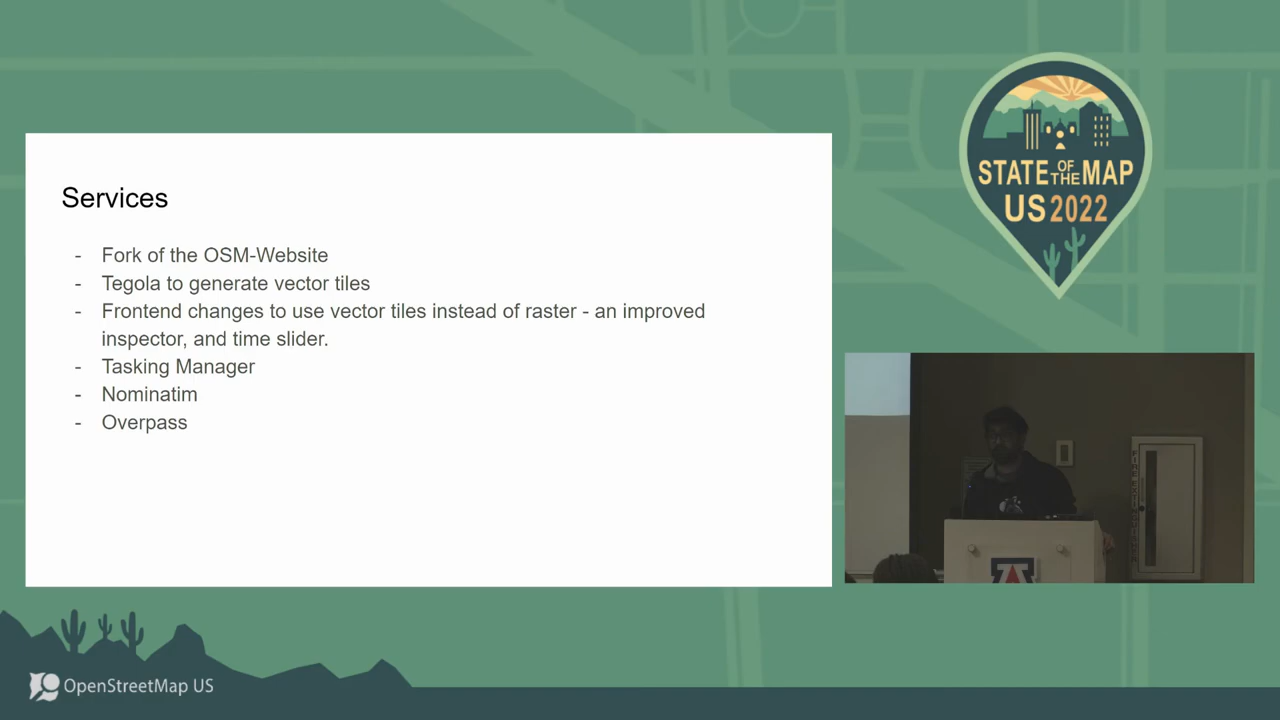 Services
- Fork of the OSM-Website
- Tegola to generate vector tiles
- Frontend changes to use vector tiles instead of raster - an improved
inspector, and time slider.
- Tasking Manager
- Nominatim
- Overpass
STATE OF THE MAP
US 2022
A
OpenStreetMap US